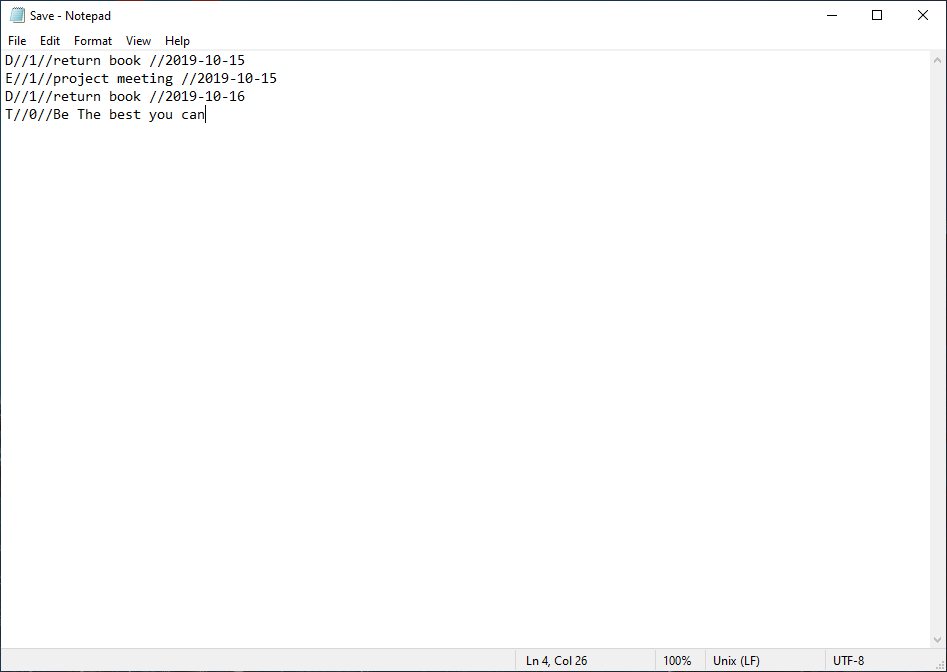 Save - Notepad
File Edit Format View Help
D//1//return book //2019-10-15
E//1//project meeting //2019-10-15
D//1//return book //2019-10-16
T//0//Be The best you can
Ln 4, Col 26 100% Unix (LF) UTF-8